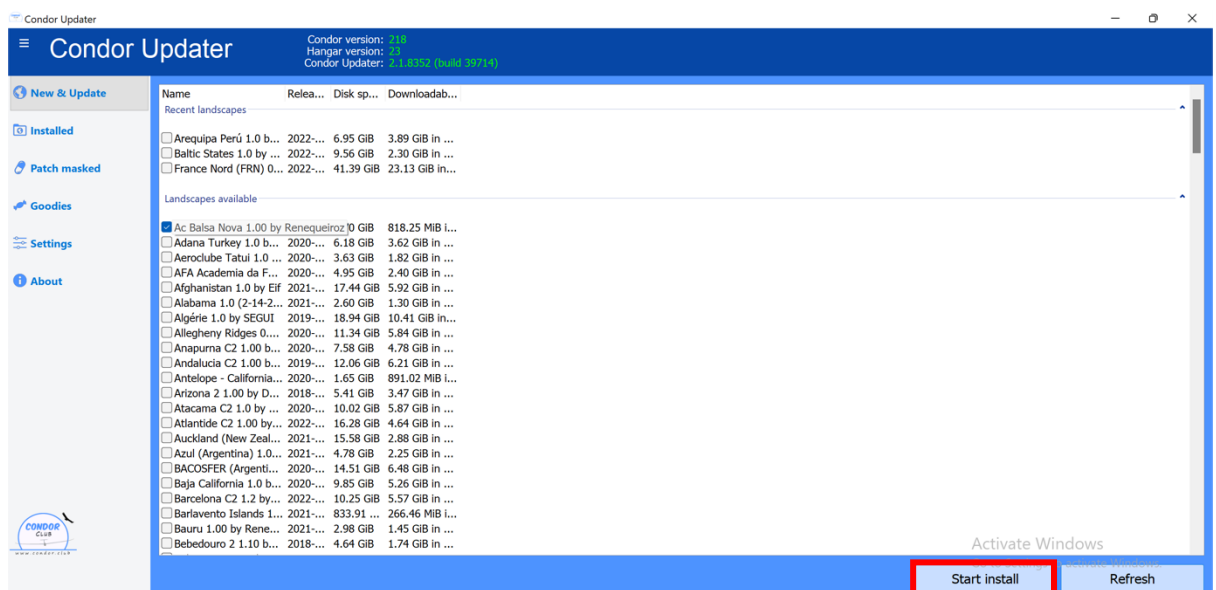 Condor Updater
Condor Updater
Condor version: 218
Hangar version: 23
Condor Updater: 2.1.8352 (build 39714)
New & Update
Installed
Patch masked
Goodies
Settings
About
CONDOR
CLUB
www.condor.club
Name Relea... Disk sp... Downloadab...
Recent landscapes
Arequipa Perú 1.0 b... 2022-... 6.95 GiB 3.89 GiB in ...
Baltic States 1.0 by ... 2022-... 9.56 GiB 2.30 GiB in ...
France Nord (FRN) 0... 2022-... 41.39 GiB 23.13 GiB in...
Landscapes available
Ac Balsa Nova 1.00 by Renequeiroz 0 GiB 818.25 MiB i...
Adana Turkey 1.0 b... 2020-... 6.18 GiB 3.62 GiB in ...
Aeroclube Tatui 1.0 ... 2020-... 3.63 GiB 1.82 GiB in ...
AFA Academia da F... 2020-... 4.95 GiB 2.40 GiB in ...
Afghanistan 1.0 by Eif 2021-... 17.44 GiB 5.92 GiB in ...
Alabama 1.0 (2-14-2... 2021-... 2.60 GiB 1.30 GiB in ...
Algérie 1.0 by SEGUI 2019-... 18.94 GiB 10.41 GiB in...
Allegheny Ridges 0.... 2020-... 11.34 GiB 5.84 GiB in ...
Anapurna C2 1.00 b... 2020-... 7.58 GiB 4.78 GiB in ...
Andalucia C2 1.00 b... 2019-... 12.06 GiB 6.21 GiB in ...
Antelope - California... 2020-... 1.65 GiB 891.02 MiB i...
Arizona 2 1.00 by D... 2018-... 5.41 GiB 3.47 GiB in ...
Atacama C2 1.0 by ... 2020-... 10.02 GiB 5.87 GiB in ...
Atlantide C2 1.00 by... 2022-... 16.28 GiB 4.64 GiB in ...
Auckland (New Zeal... 2021-... 15.58 GiB 2.88 GiB in ...
Azul (Argentina) 1.0... 2021-... 4.78 GiB 2.25 GiB in ...
BACOSFER (Argenti... 2020-... 14.51 GiB 6.48 GiB in ...
Baja California 1.0 b... 2020-... 9.85 GiB 5.26 GiB in ...
Barcelona C2 1.2 by... 2022-... 10.25 GiB 5.57 GiB in ...
Barlavento Islands 1... 2021-... 833.91 ... 266.46 MiB i...
Bauru 1.00 by Rene... 2021-... 2.98 GiB 1.45 GiB in ...
Bebedouro 2 1.10 b... 2018-... 4.64 GiB 1.74 GiB in ...
Activate Windows
activate Windows.
Start install Refresh